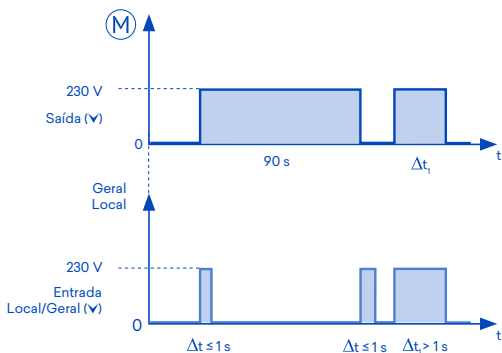 M
230 V
Saída (⮟)
0
t
90 s
Δt₁
Geral
Local
230 V
Entrada
Local/Geral (⮟)
0
t
Δt ≤ 1 s
Δt ≤ 1 s
Δt₁ > 1 s